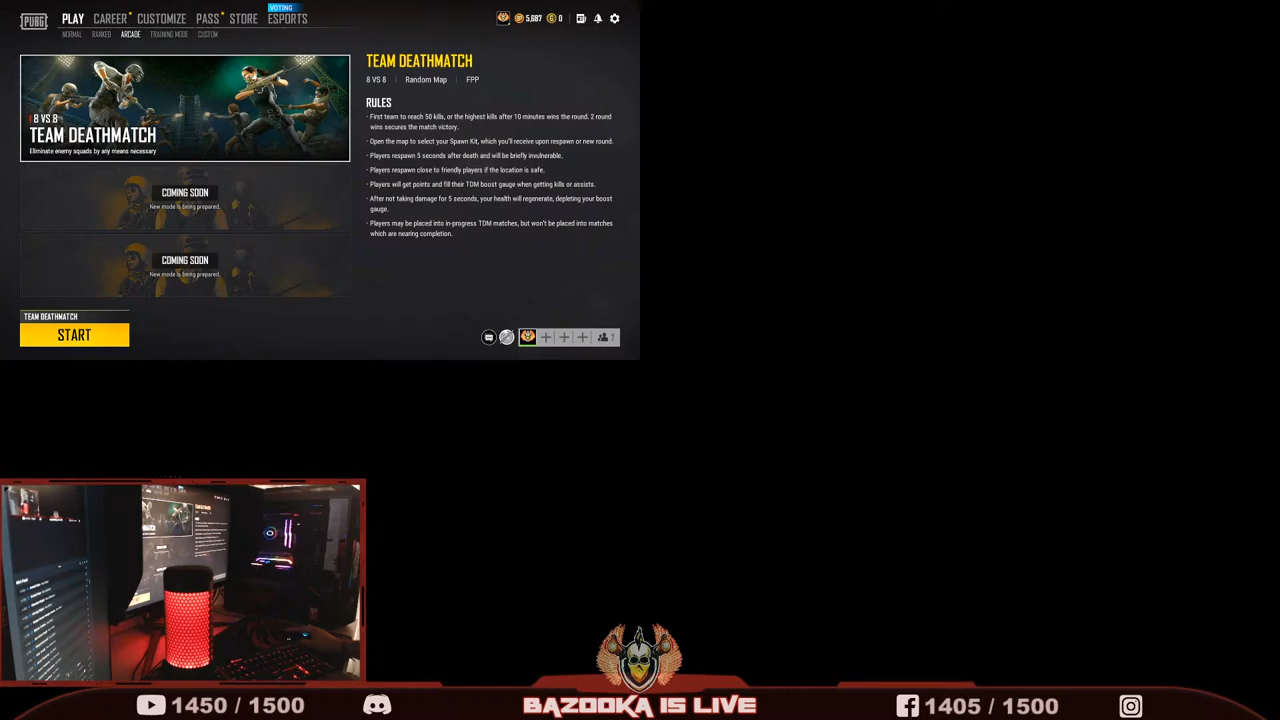 PUBG
PLAY CAREER CUSTOMIZE PASS STORE VOTING ESPORTS
5,687 G 0
NORMAL RANKED ARCADE TRAINING MODE CUSTOM
8 VS 8
TEAM DEATHMATCH
Eliminate enemy squads by any means necessary
COMING SOON
New mode is being prepared.
COMING SOON
New mode is being prepared.
TEAM DEATHMATCH
START
TEAM DEATHMATCH
8 VS 8 Random Map FPP
RULES
· First team to reach 50 kills, or the highest kills after 10 minutes wins the round. 2 round
wins secures the match victory.
· Open the map to select your Spawn Kit, which you'll receive upon respawn or new round.
· Players respawn 5 seconds after death and will be briefly invulnerable.
· Players respawn close to friendly players if the location is safe.
· Players will get points and fill their TDM boost gauge when getting kills or assists.
· After not taking damage for 5 seconds, your health will regenerate, depleting your boost
gauge.
· Players may be placed into in-progress TDM matches, but won't be placed into matches
which are nearing completion.
1450 / 1500
BAZOOKA IS LIVE
1405 / 1500